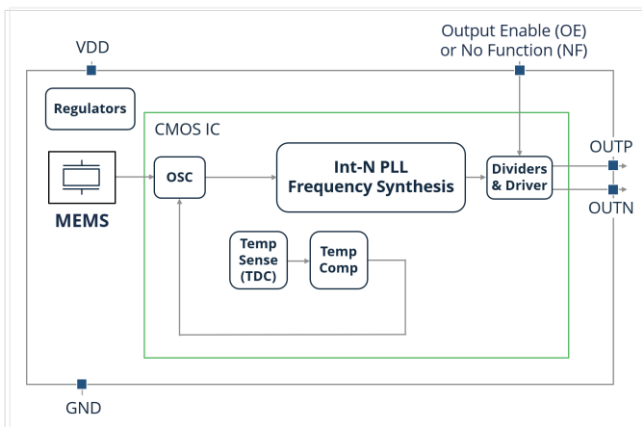 Output Enable (OE)
or No Function (NF)
VDD
Regulators
CMOS IC
MEMS
OSC
Int-N PLL
Frequency Synthesis
Dividers
& Driver
OUTP
OUTN
Temp
Sense
(TDC)
Temp
Comp
GND